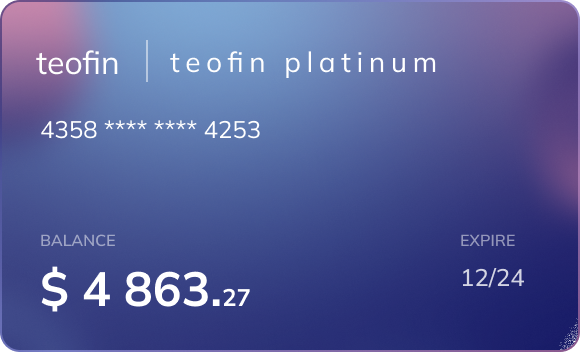 teofin | teofin platinum
4358 **** **** 4253
BALANCE
EXPIRE
$ 4 863.27
12/24